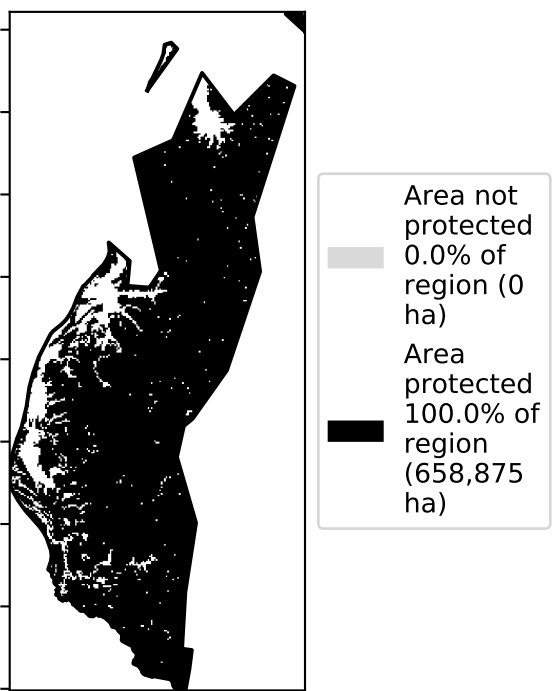 Area not
protected
0.0% of
region (0
ha)
Area
protected
100.0% of
region
(658,875
ha)